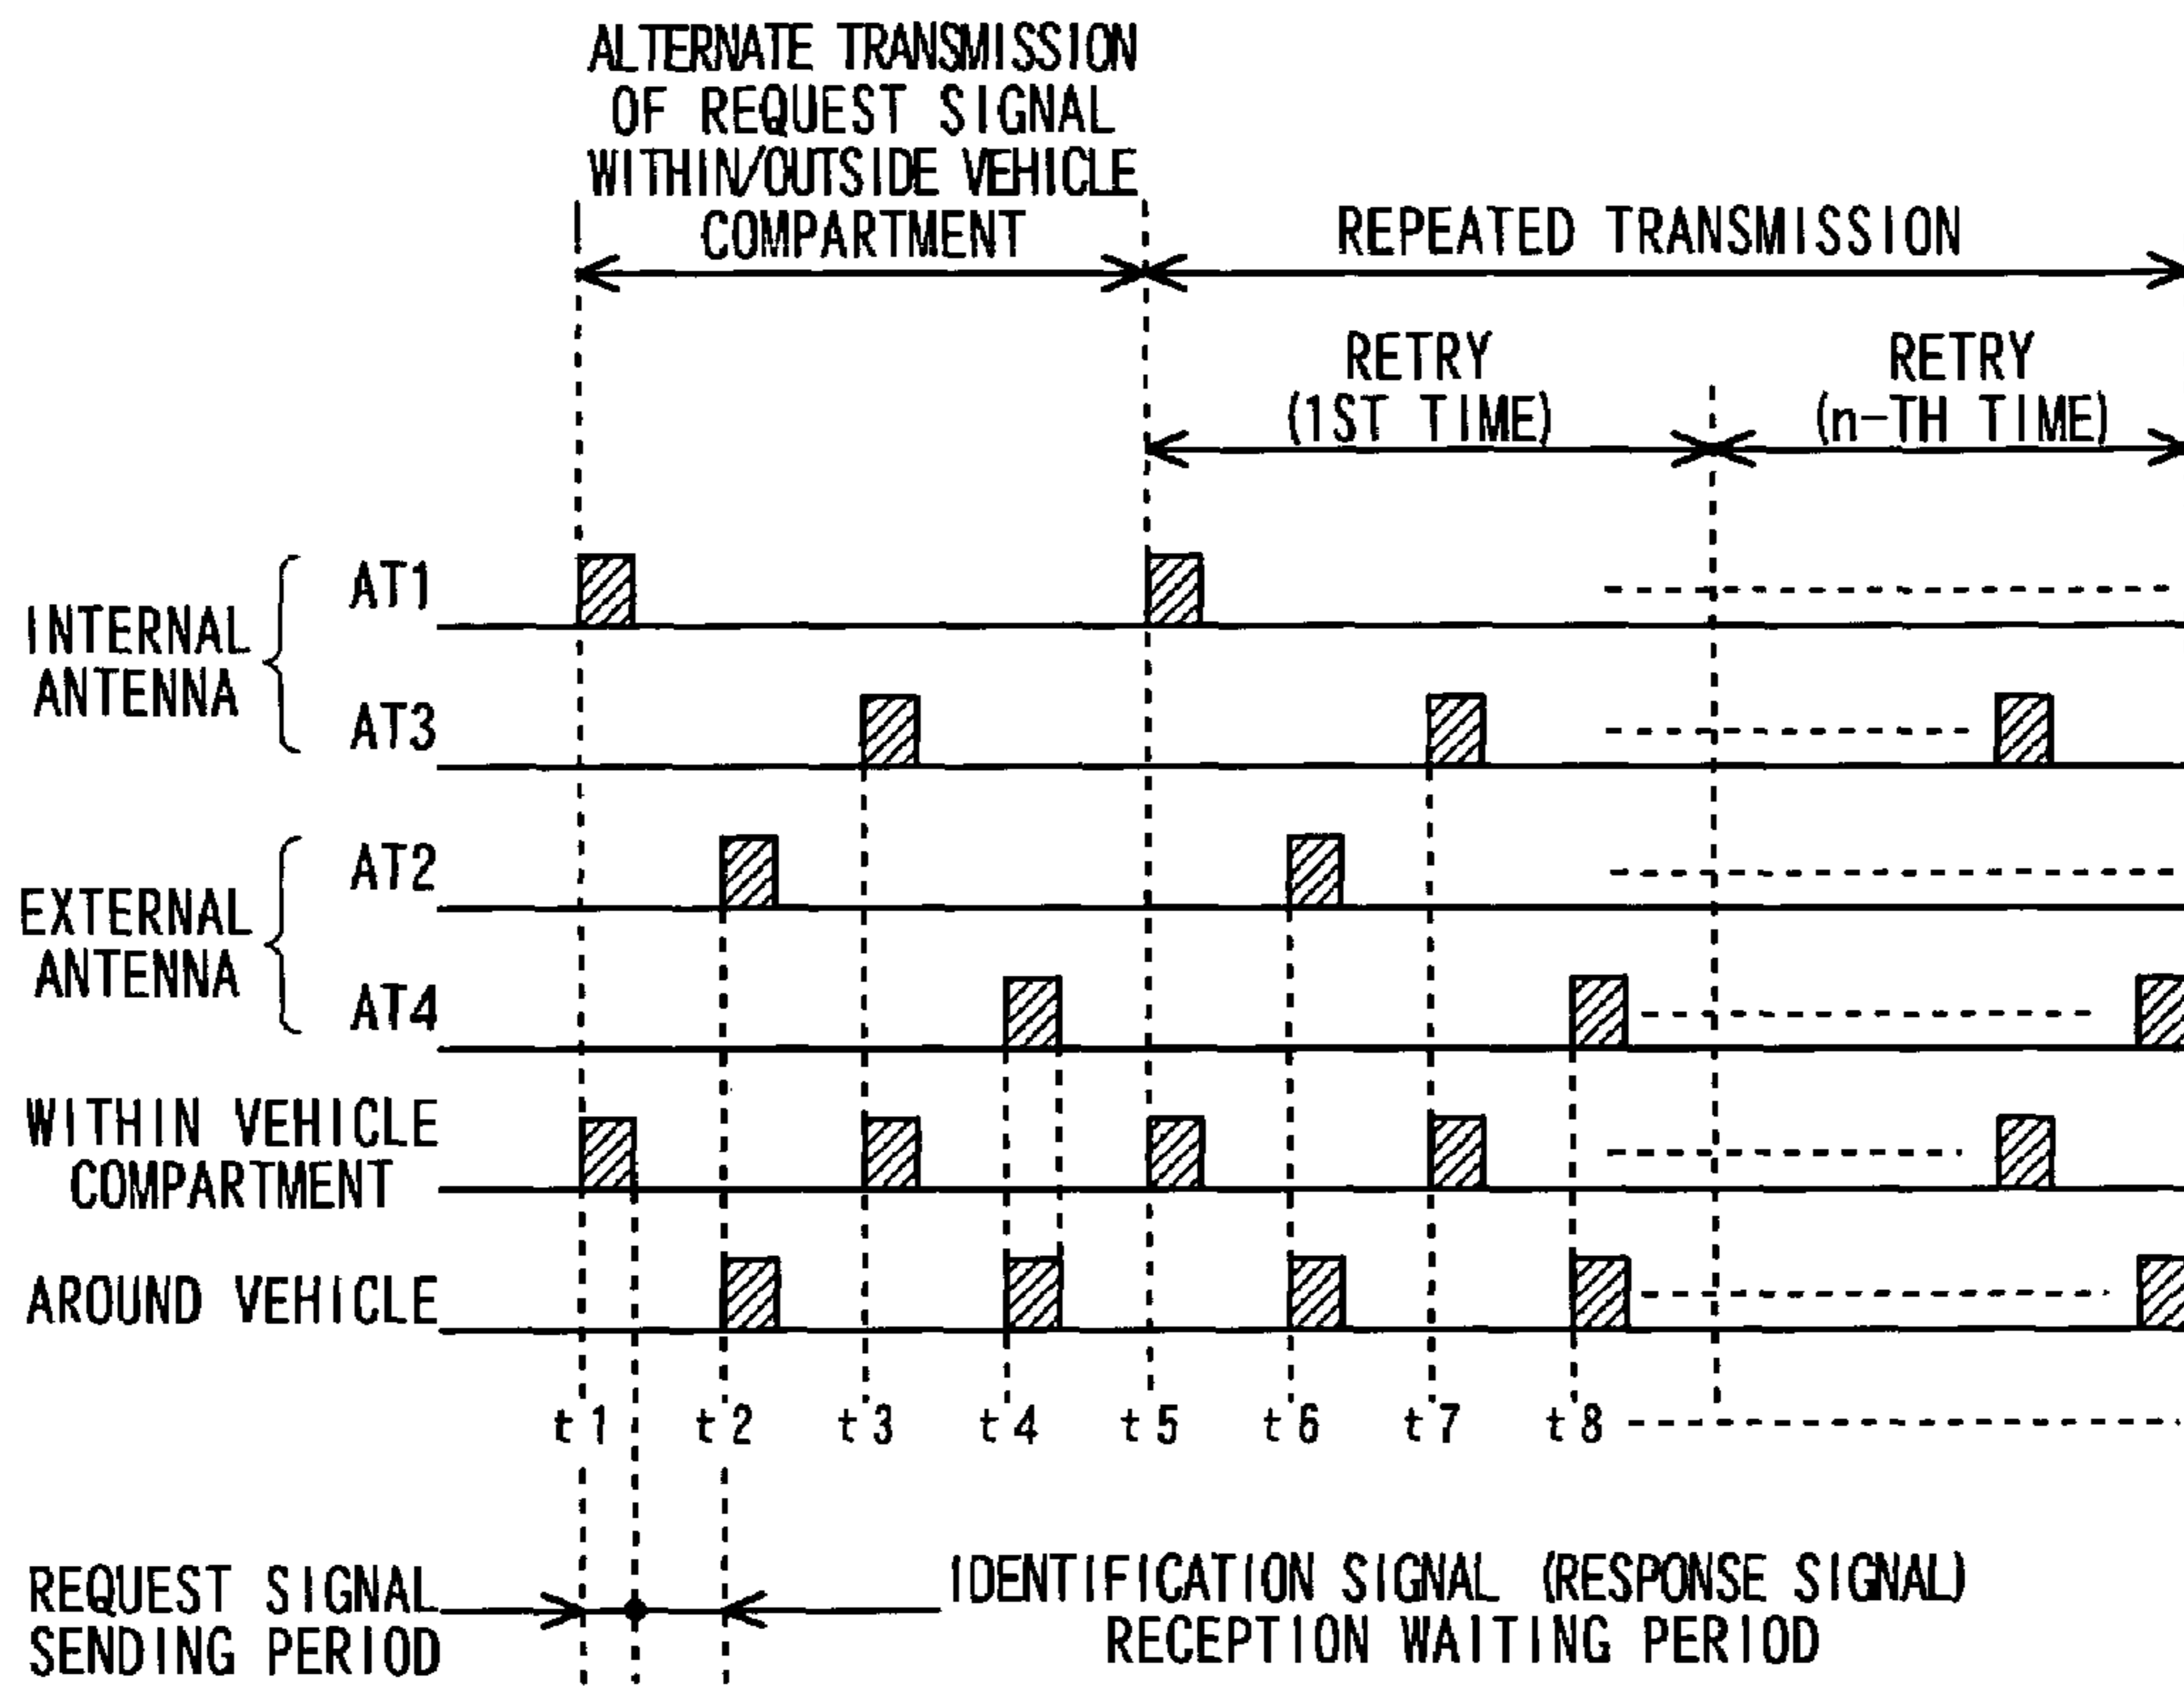 ALTERNATE TRANSMISSION
OF REQUEST SIGNAL
WITHIN/OUTSIDE VEHICLE
COMPARTMENT
REPEATED TRANSMISSION
RETRY
(1ST TIME)
RETRY
(n-TH TIME)
INTERNAL
ANTENNA
AT1
AT3
EXTERNAL
ANTENNA
AT2
AT4
WITHIN VEHICLE
COMPARTMENT
AROUND VEHICLE
t1 t2 t3 t4 t5 t6 t7 t8
REQUEST SIGNAL
SENDING PERIOD
IDENTIFICATION SIGNAL (RESPONSE SIGNAL)
RECEPTION WAITING PERIOD